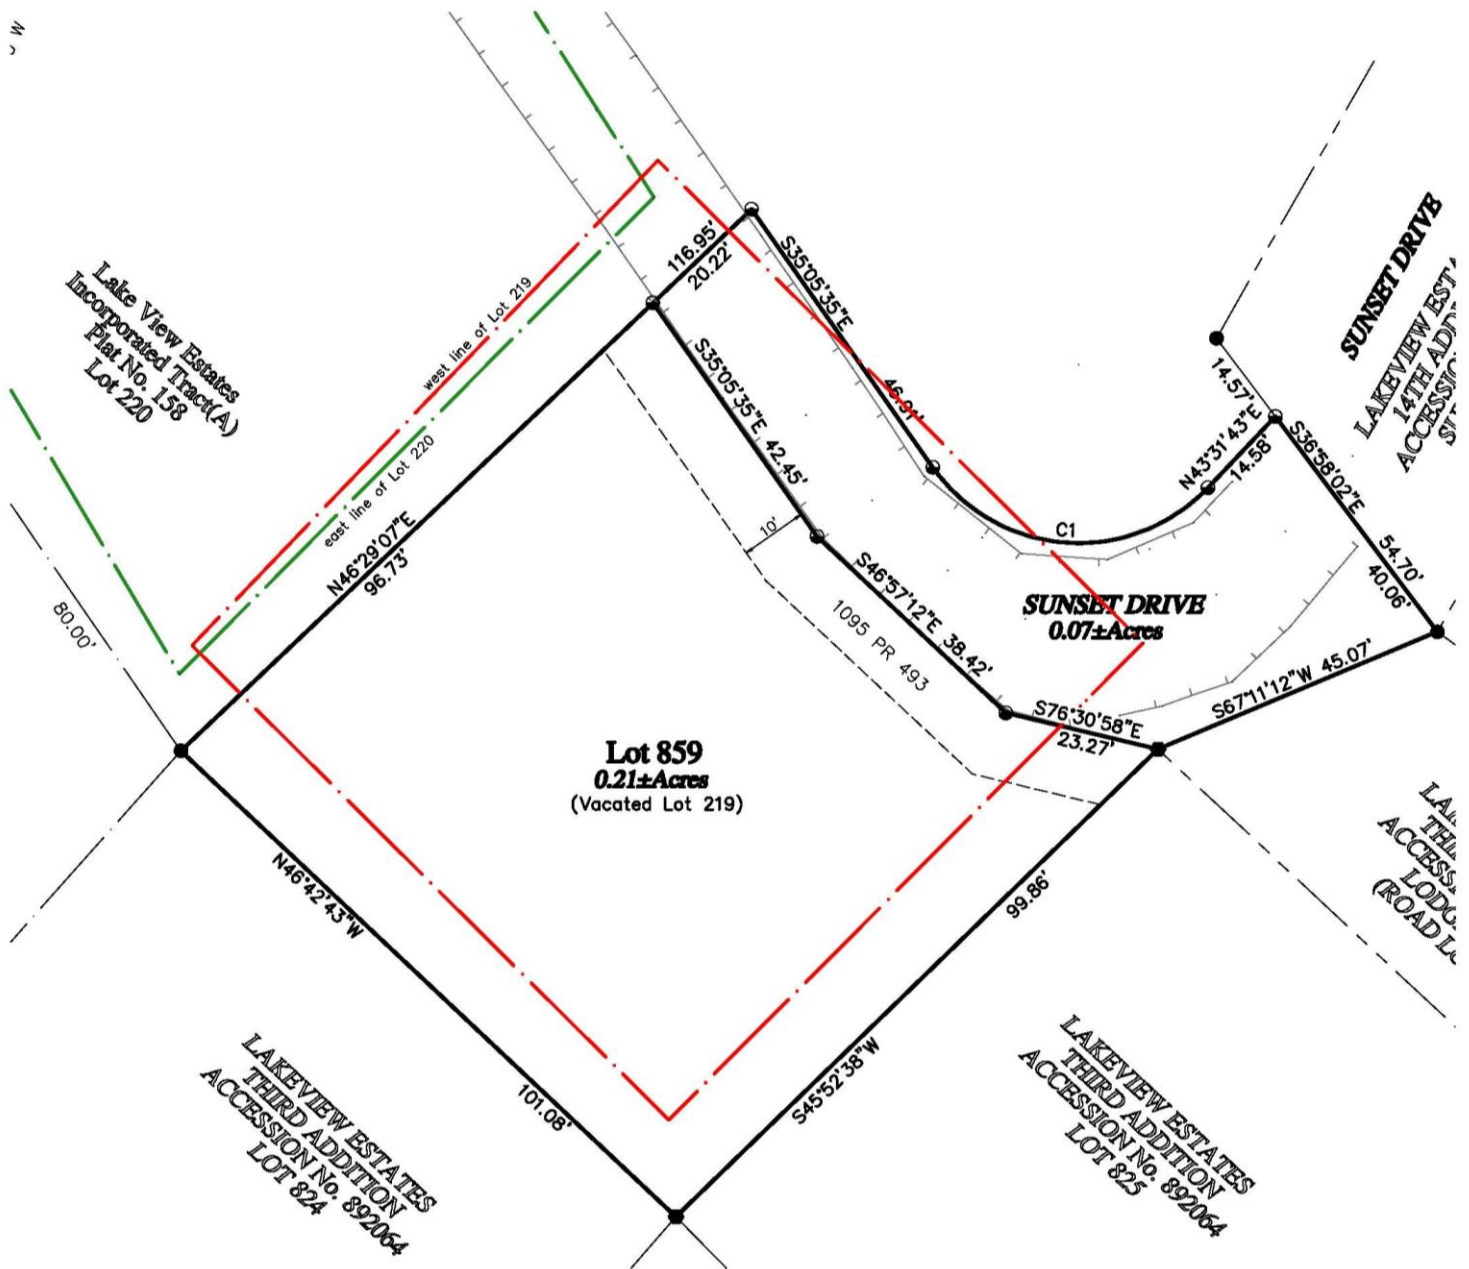 Lake View Estates
Incorporated Tract(A)
Plat No. 158
Lot 220
west line of Lot 219
east line of Lot 220
116.95'
20.22'
S35°05'35"E
46.91'
S35°05'35"E 42.45'
N46°29'07"E
96.73'
80.00'
10'
1095 PR 493
S46°57'12"E 38.42'
C1
N43°31'43"E
14.58'
14.57'
S36°58'02"E
54.70'
40.06'
SUNSET DRIVE
LAKEVIEW
14TH
SUNSET DRIVE
0.07±Acres
S76°30'58"E
23.27'
S67°11'12"W 45.07'
Lot 859
0.21±Acres
(Vacated Lot 219)
N46°42'43"W
101.08'
99.86'
S45°52'38"W
(ROAD
LAKEVIEW ESTATES
THIRD ADDITION
ACCESSION No. 892064
LOT 824
LAKEVIEW ESTATES
THIRD ADDITION
ACCESSION No. 892064
LOT 825